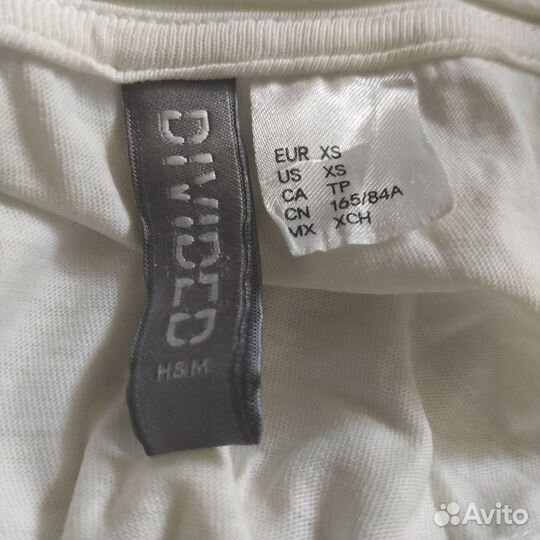 DIVIDED
H&M
EUR XS
US XS
CA TP
CN 165/84A
MX XCH
Avito